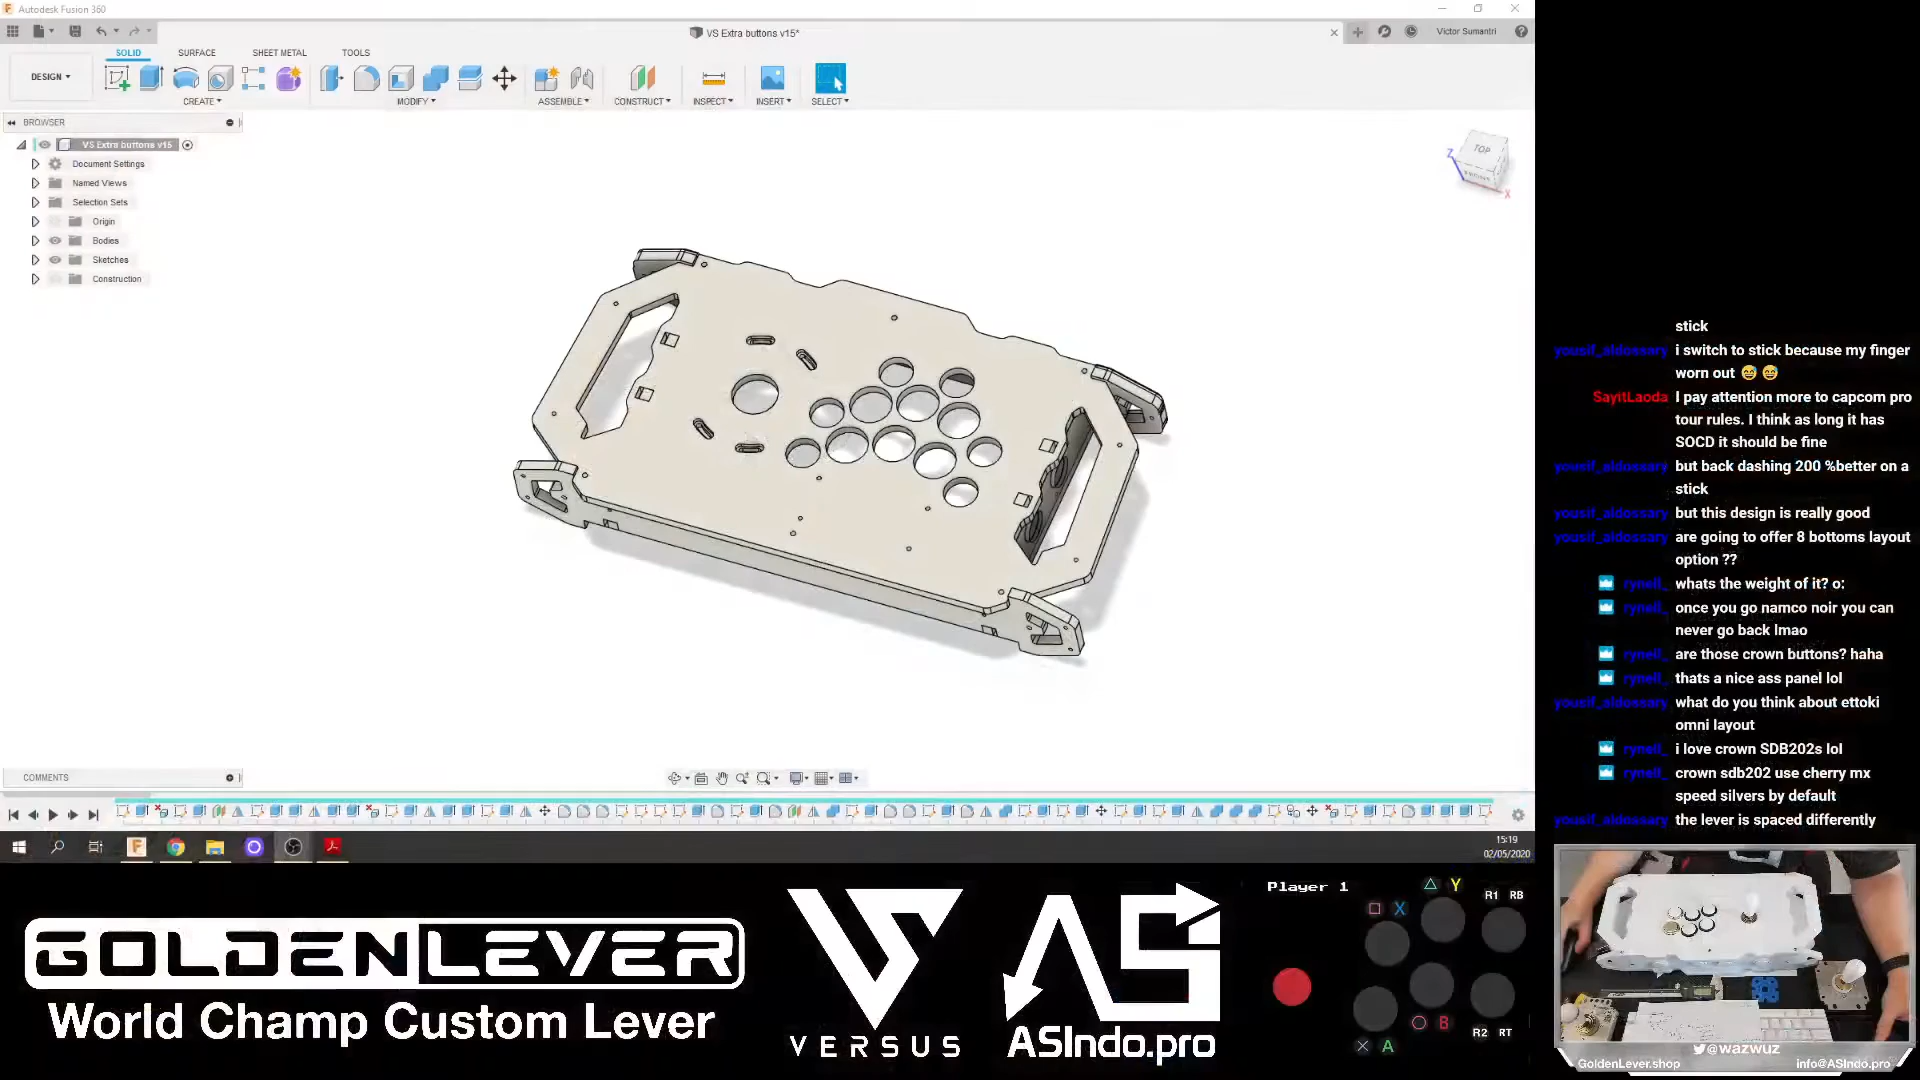 Autodesk Fusion 360
VS Extra buttons v15*
Victor Sumantri
SOLID SURFACE SHEET METAL TOOLS
DESIGN
CREATE MODIFY ASSEMBLE CONSTRUCT INSPECT INSERT SELECT
BROWSER
VS Extra buttons v15
Document Settings
Named Views
Selection Sets
Origin
Bodies
Sketches
Construction
TOP
Z
X
COMMENTS
15:19
02/05/2020
stick
yousif_aldossary i switch to stick because my finger
worn out 😅 😅
SayitLaoda I pay attention more to capcom pro
tour rules. I think as long it has
SOCD it should be fine
yousif_aldossary but back dashing 200 %better on a
stick
yousif_aldossary but this design is really good
yousif_aldossary are going to offer 8 bottoms layout
option ??
rynell_ whats the weight of it? o:
rynell_ once you go namco noir you can
never go back lmao
rynell_ are those crown buttons? haha
rynell_ thats a nice ass panel lol
yousif_aldossary what do you think about ettoki
omni layout
rynell_ i love crown SDB202s lol
rynell_ crown sdb202 use cherry mx
speed silvers by default
yousif_aldossary the lever is spaced differently
GOLDENLEVER
World Champ Custom Lever
VS
VERSUS
AS
ASIndo.pro
Player 1
△ Y
R1 RB
□ X
○ B
R2 RT
X A
@wazwuz
GoldenLever.shop
info@ASIndo.pro